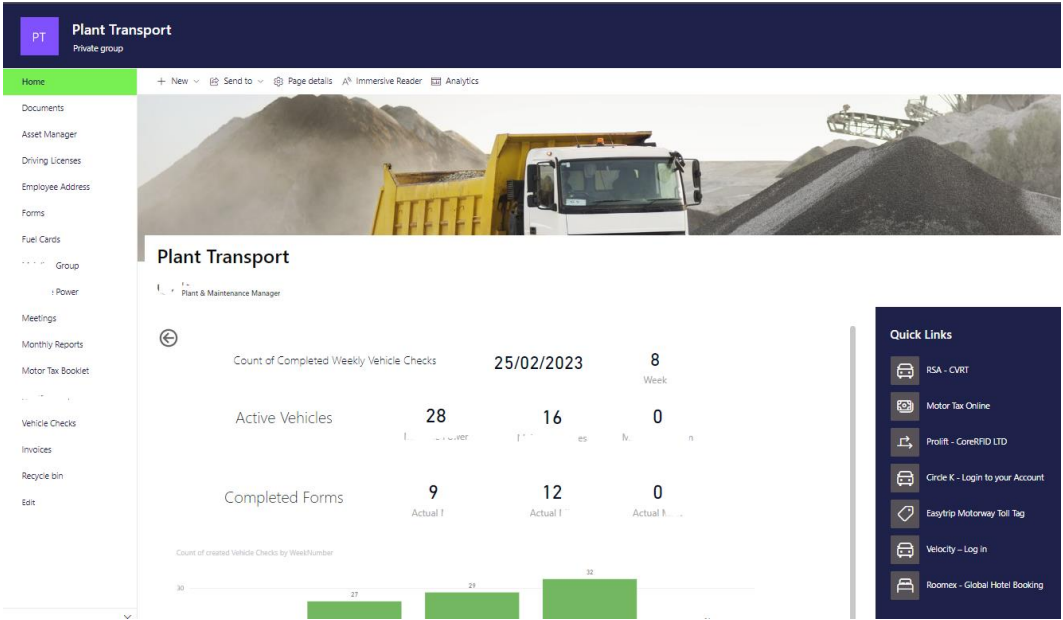 PT
Plant Transport
Private group
Home
Documents
Asset Manager
Driving Licenses
Employee Address
Forms
Fuel Cards
Group
Power
Meetings
Monthly Reports
Motor Tax Booklet
Vehicle Checks
Invoices
Recycle bin
Edit
New
Send to
Page details
Immersive Reader
Analytics
Plant Transport
Plant & Maintenance Manager
Count of Completed Weekly Vehicle Checks 25/02/2023 8
Week
Active Vehicles 28 16 0
Completed Forms 9 12 0
Actual Actual Actual
Count of created Vehicle Checks by WeekNumber
32
29
30
27
Quick Links
RSA - CVRT
Motor Tax Online
Prolift - CoreRFID LTD
Circle K - Login to your Account
Easytrip Motorway Toll Tag
Velocity – Log in
Roomex - Global Hotel Booking